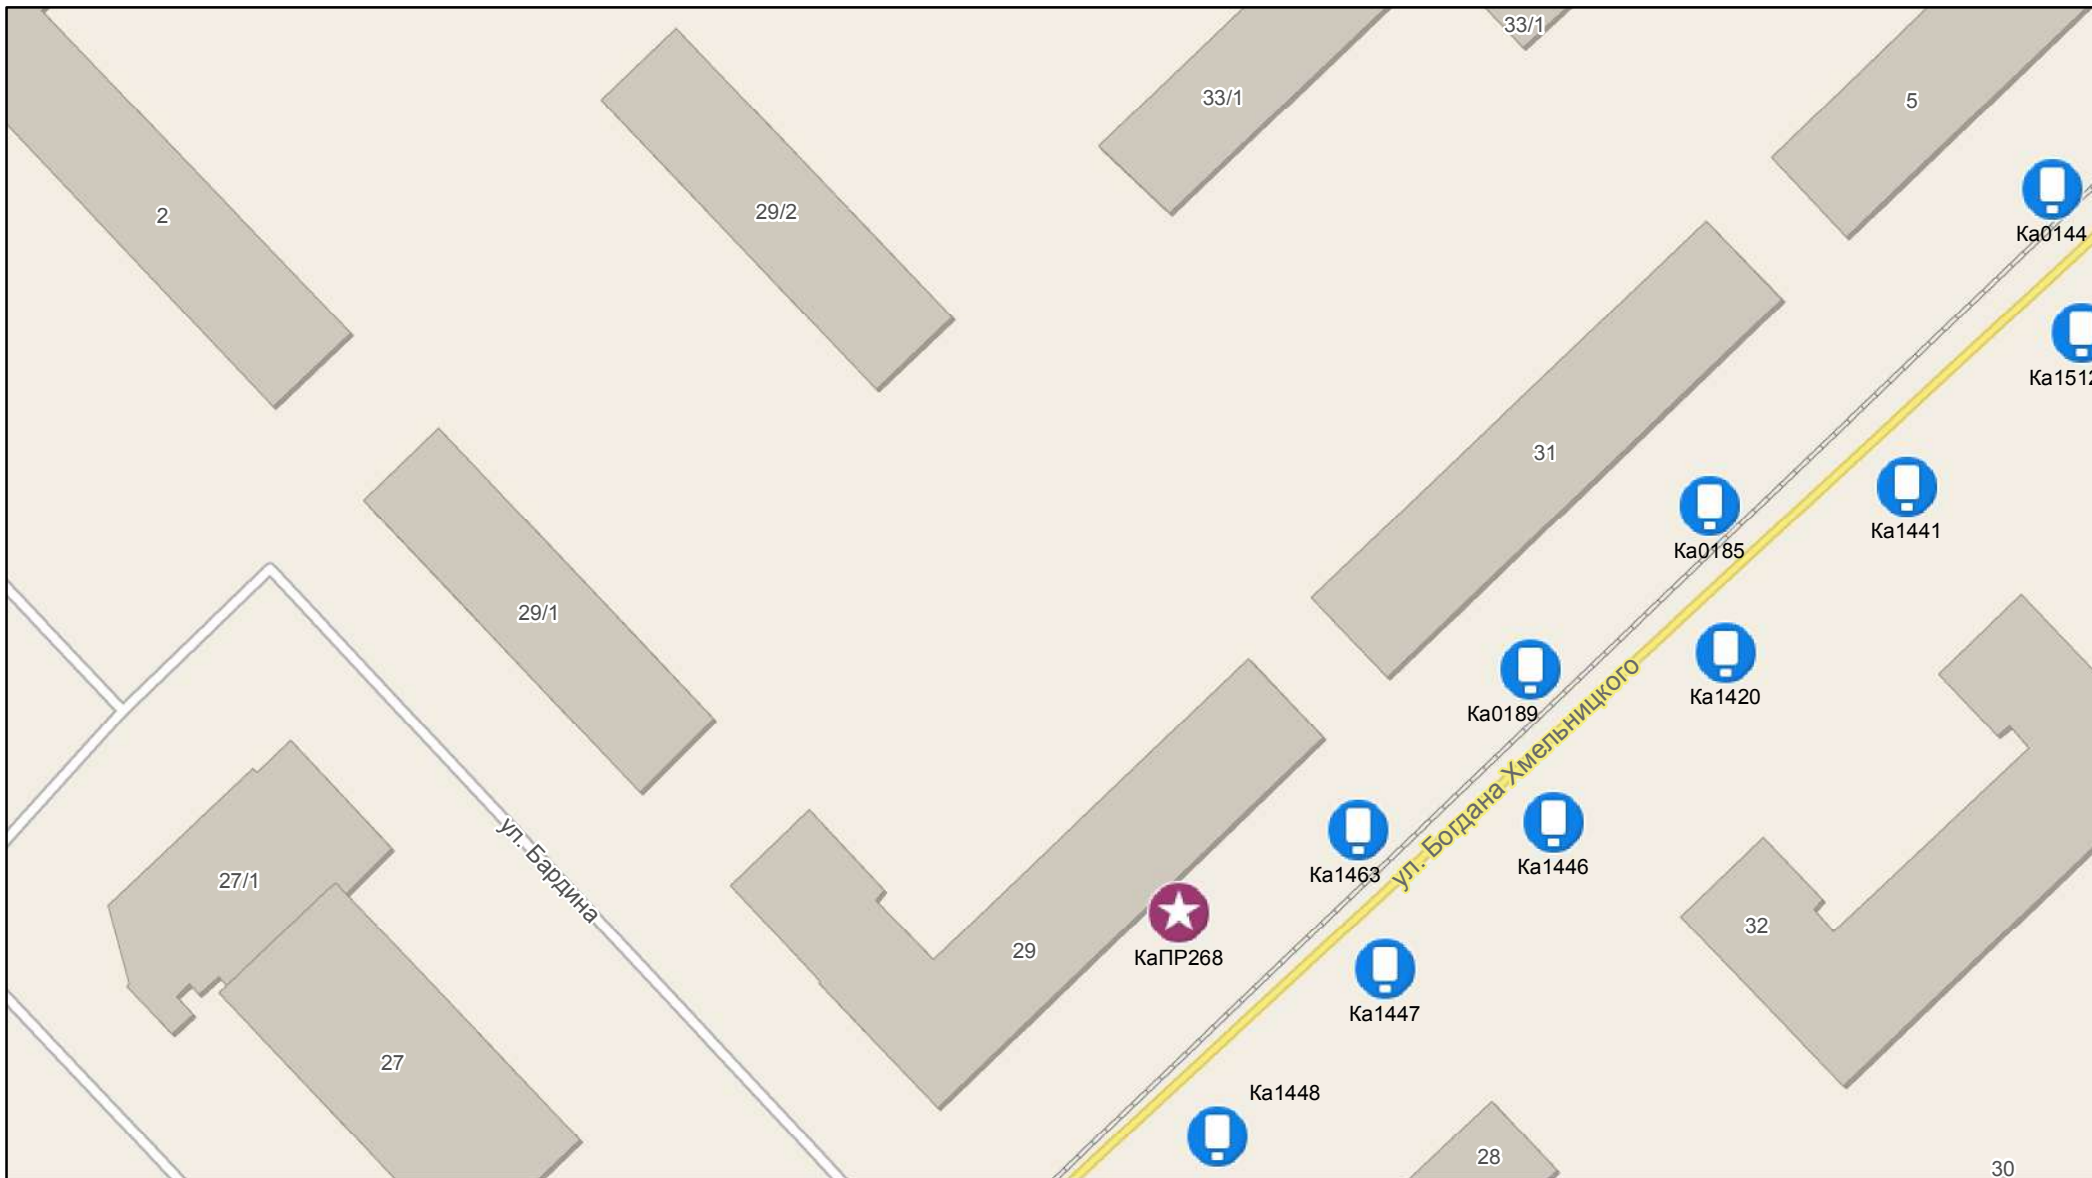 33/1
33/1
5
2
29/2
Ка0144
Ка1512
31
Ка1441
Ка0185
29/1
Ка1420
Ка0189
ул. Богдана Хмельницкого
ул. Бардина
Ка1463
Ка1446
27/1
32
29
КаПР268
Ка1447
27
Ка1448
28
30